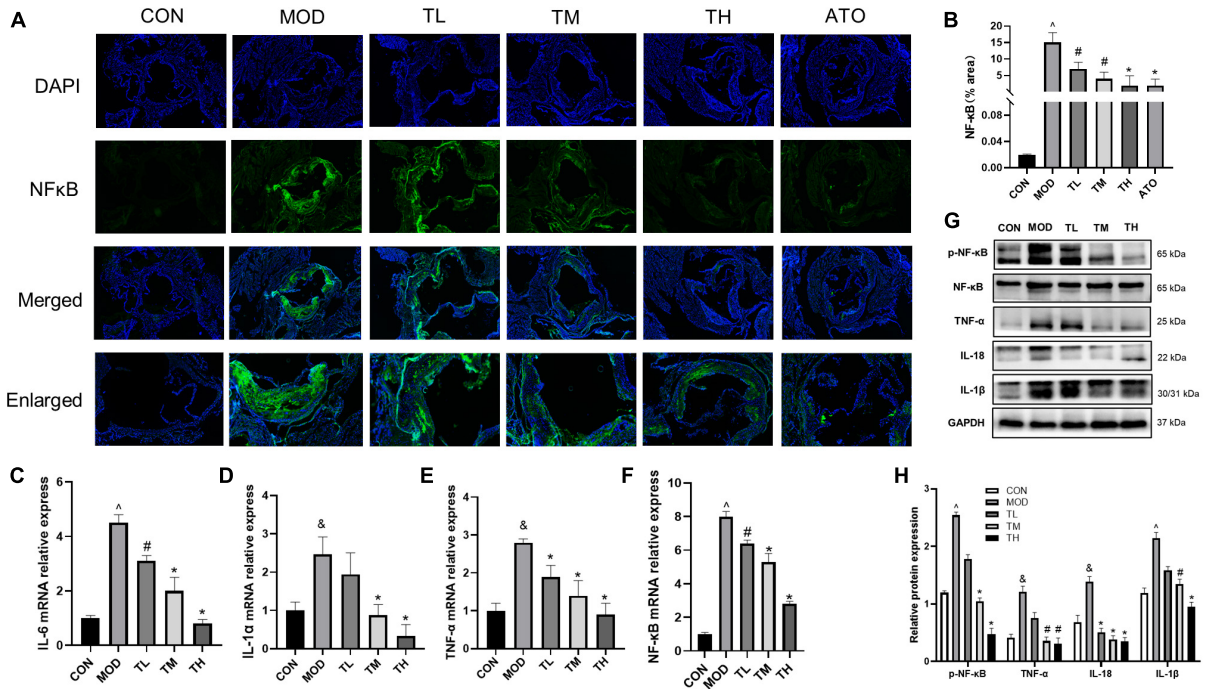 A
CON MOD TL TM TH ATO
DAPI
NFκB
Merged
Enlarged
B
NF-κB(% area)
20
15
10
5
0.08
0.04
0.00
^ # # * *
CON MOD TL TM TH ATO
G
CON MOD TL TM TH
p-NF-κB 65 kDa
NF-κB 65 kDa
TNF-α 25 kDa
IL-18 22 kDa
IL-1β 30/31 kDa
GAPDH 37 kDa
C
IL-6 mRNA relative express
6
4
2
0
^ # * *
CON MOD TL TM TH
D
IL-1α mRNA relative express
4
3
2
1
0
& * *
CON MOD TL TM TH
E
TNF-α mRNA relative express
4
3
2
1
0
& * * *
CON MOD TL TM TH
F
NF-κB mRNA relative express
10
8
6
4
2
0
^ # * *
CON MOD TL TM TH
H
Relative protein expression
3
2
1
0
CON
MOD
TL
TM
TH
^ * * & # # & * * * ^ # *
p-NF-κB TNF-α IL-18 IL-1β